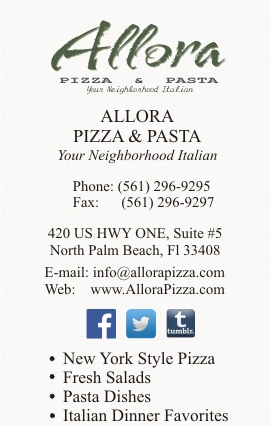 Allora
PIZZA & PASTA
Your Neighborhood Italian
ALLORA
PIZZA & PASTA
Your Neighborhood Italian
Phone: (561) 296-9295
Fax: (561) 296-9297
420 US HWY ONE, Suite #5
North Palm Beach, Fl 33408
E-mail: info@allorapizza.com
Web: www.AlloraPizza.com
f t
tumblr.
• New York Style Pizza
• Fresh Salads
• Pasta Dishes
• Italian Dinner Favorites